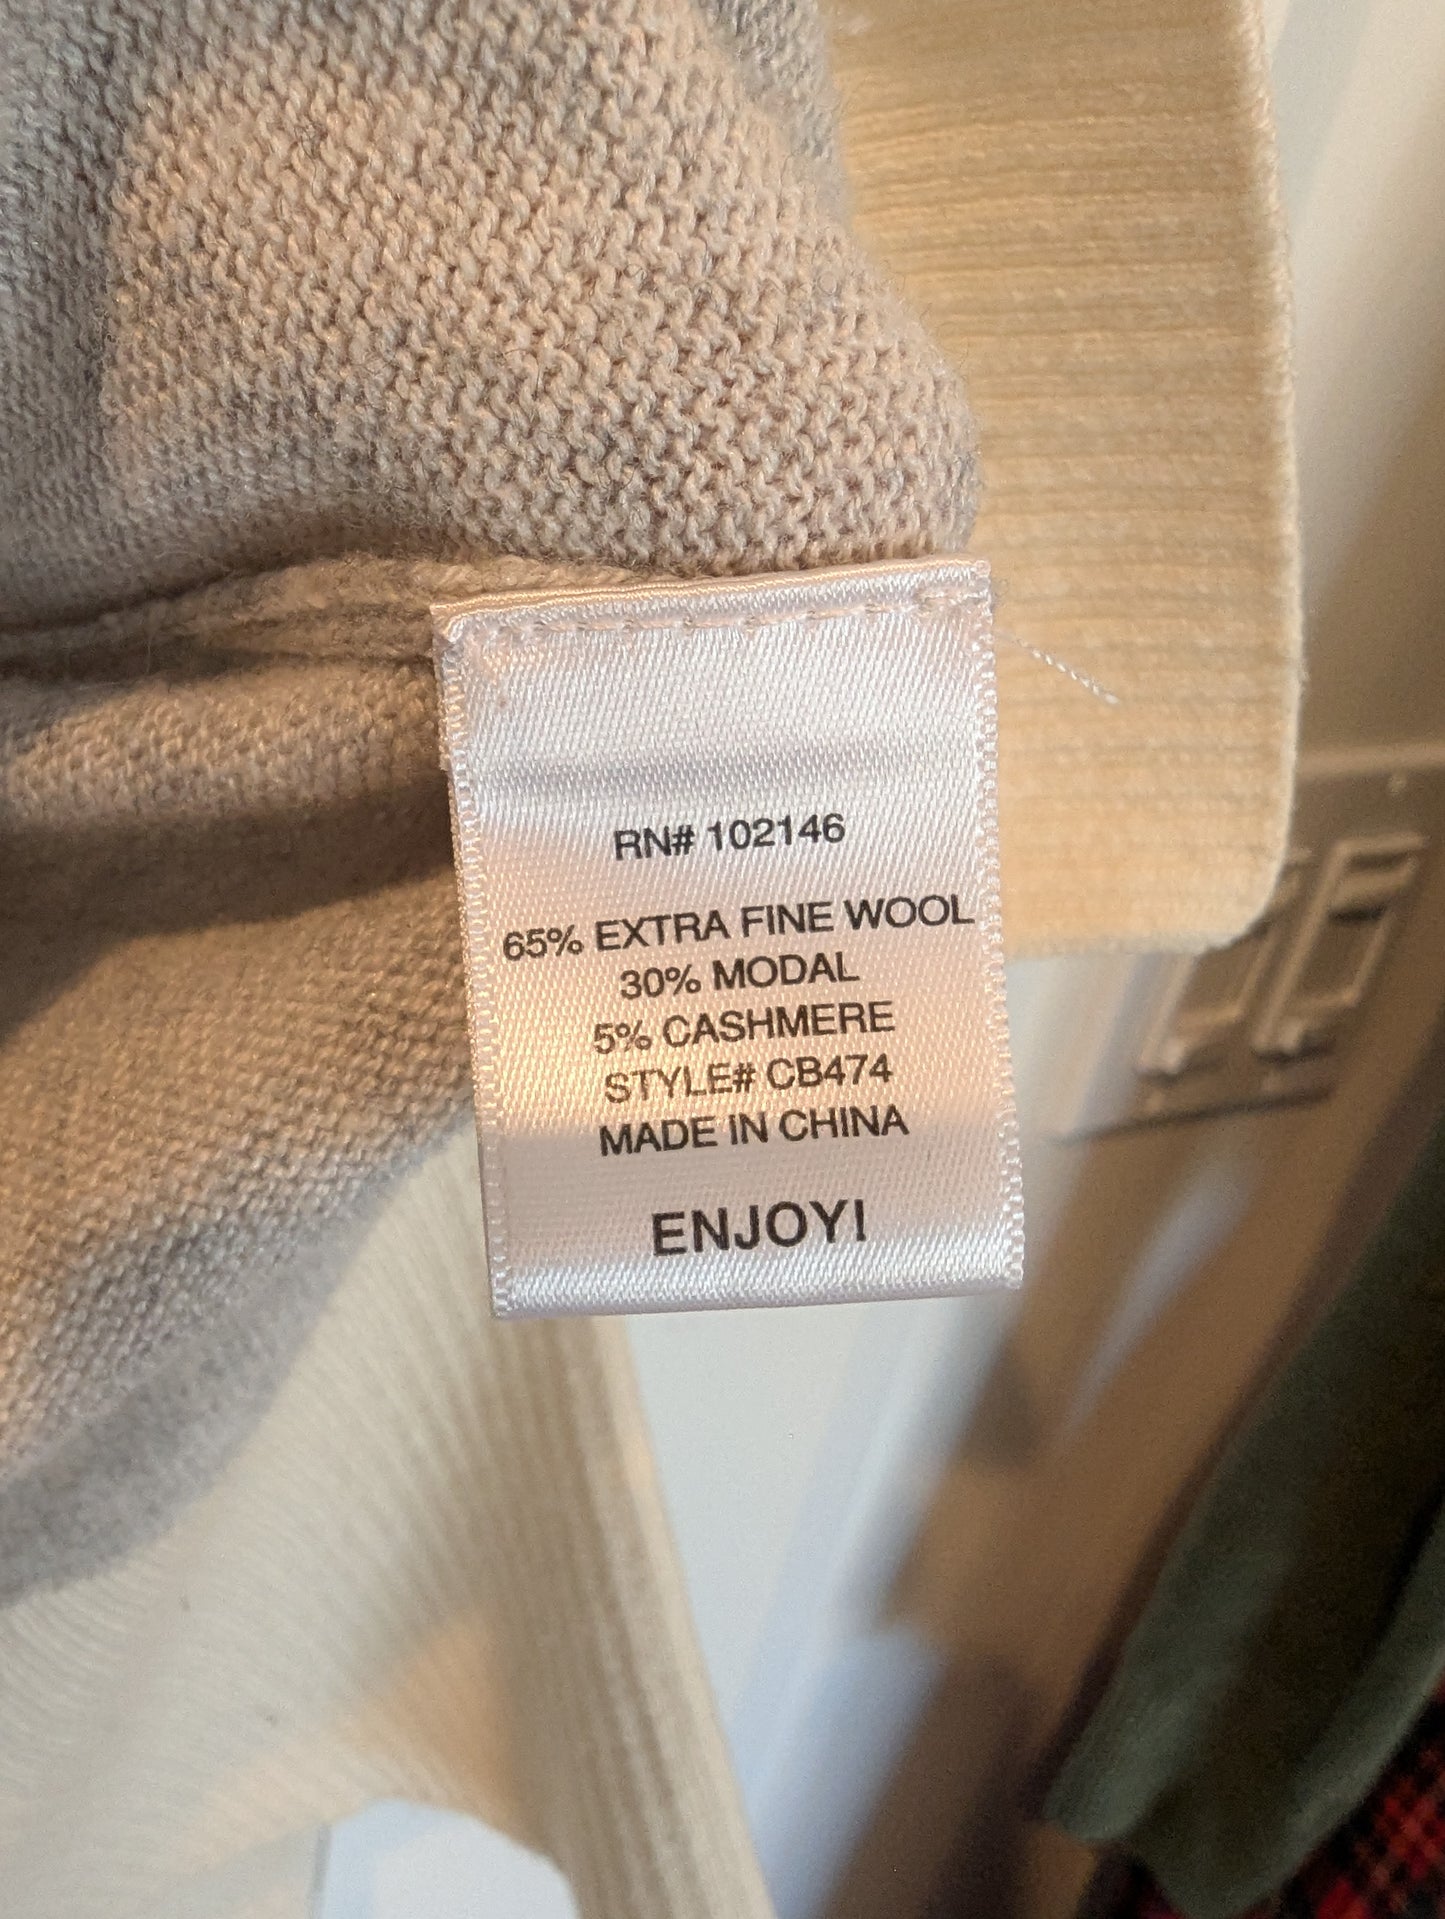 RN# 102146
65% EXTRA FINE WOOL
30% MODAL
5% CASHMERE
STYLE# CB474
MADE IN CHINA
ENJOY!